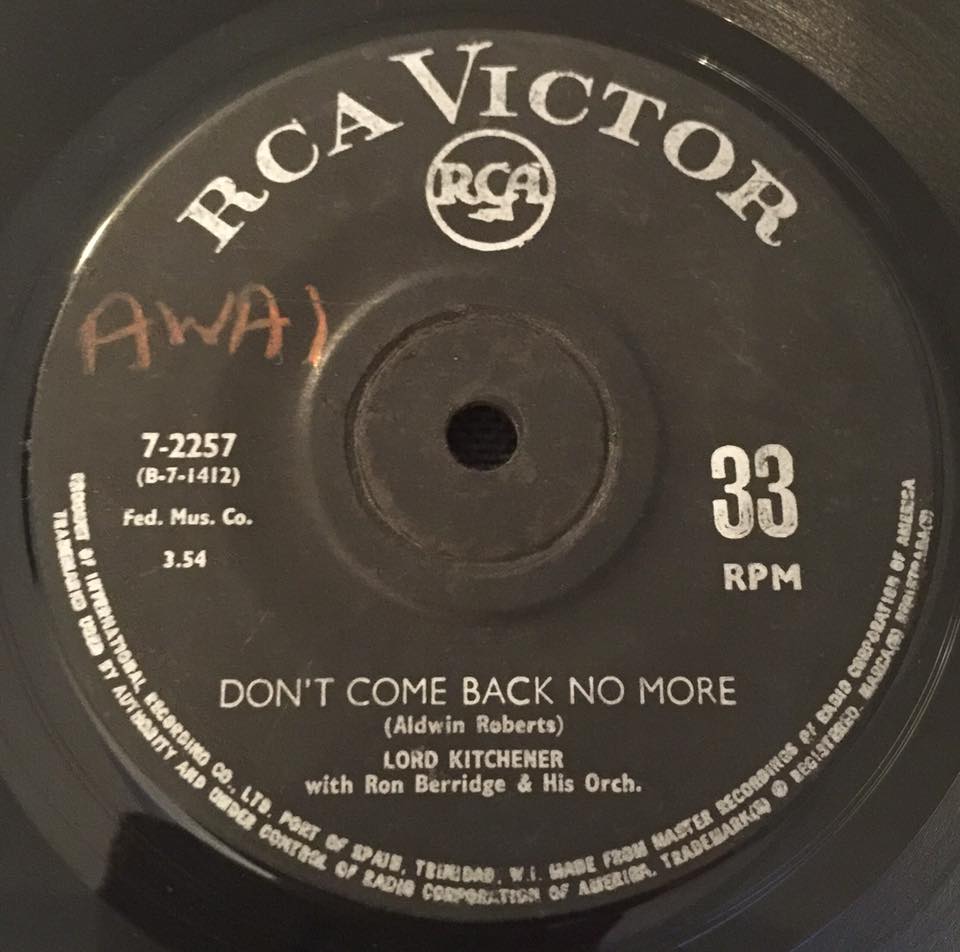 RCA VICTOR
RCA
AWAY
7-2257
(B-7-1412)
Fed. Mus. Co.
3.54
33
RPM
DON'T COME BACK NO MORE
(Aldwin Roberts)
LORD KITCHENER
with Ron Berridge & His Orch.
PRODUCT OF INTERNATIONAL RECORDING CO., LTD. PORT OF SPAIN, TRINIDAD, W.I. MADE FROM MASTER RECORDINGS OF RADIO CORPORATION OF AMERICA
TRADEMARKS USED BY AUTHORITY AND UNDER CONTROL OF RADIO CORPORATION OF AMERICA. TRADEMARK(S) ® REGISTERED. MARCA(S) REGISTRADA(S)